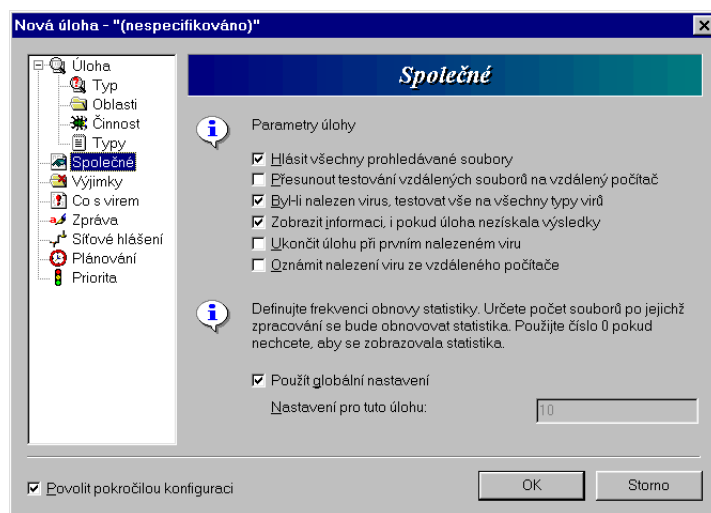 Nová úloha - "(nespecifikováno)"
Úloha
Typ
Oblasti
Činnost
Typy
Společné
Výjimky
Co s virem
Zpráva
Síťové hlášení
Plánování
Priorita
Společné
Parametry úlohy
Hlásit všechny prohledávané soubory
Přesunout testování vzdálených souborů na vzdálený počítač
Byl-li nalezen virus, testovat vše na všechny typy virů
Zobrazit informaci, i pokud úloha nezískala výsledky
Ukončit úlohu při prvním nalezeném viru
Oznámit nalezení viru ze vzdáleného počítače
Definujte frekvenci obnovy statistiky. Určete počet souborů po jejichž
zpracování se bude obnovovat statistika. Použijte číslo 0 pokud
nechcete, aby se zobrazovala statistika.
Použít globální nastavení
Nastavení pro tuto úlohu:
10
Povolit pokročilou konfiguraci
OK
Storno